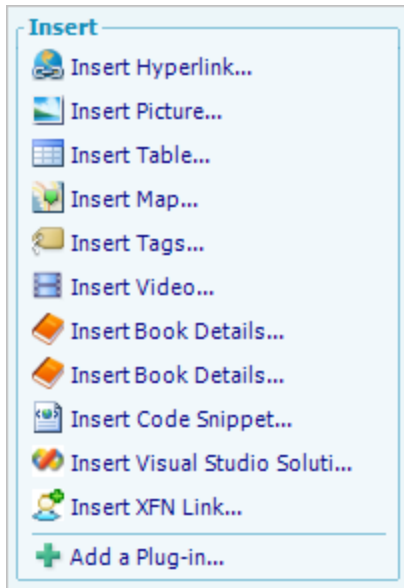 Insert
Insert Hyperlink...
Insert Picture...
Insert Table...
Insert Map...
Insert Tags...
Insert Video...
Insert Book Details...
Insert Book Details...
Insert Code Snippet...
Insert Visual Studio Soluti...
Insert XFN Link...
Add a Plug-in...